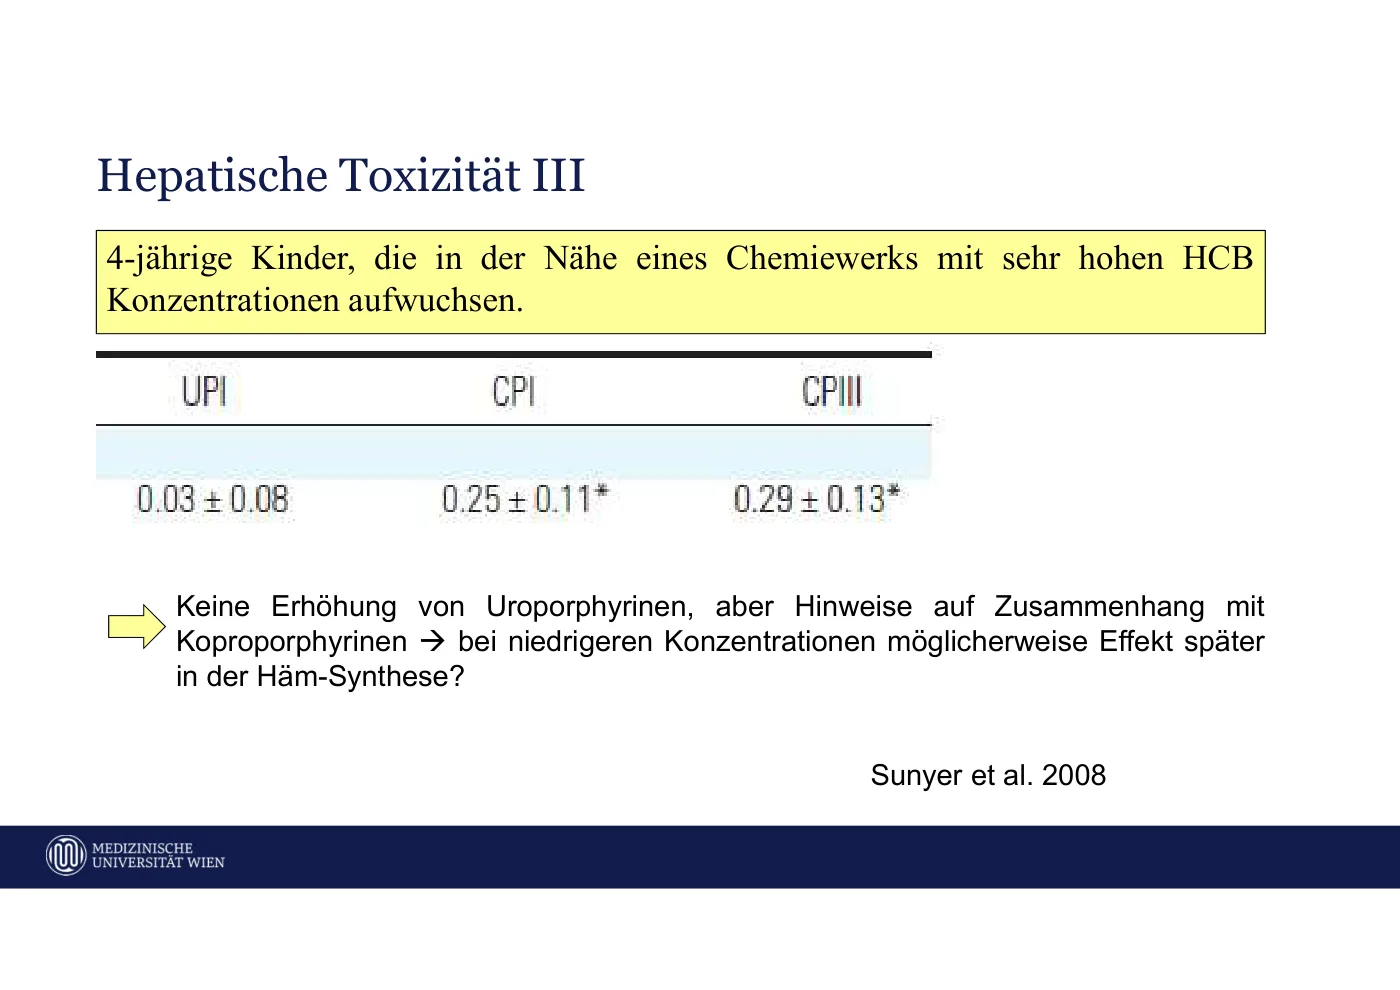 Hepatische Toxizität III
4-jährige Kinder, die in der Nähe eines Chemiewerks mit sehr hohen HCB
Konzentrationen aufwuchsen.
UPI CPI CPIII
0.03 ± 0.08 0.25 ± 0.11* 0.29 ± 0.13*
Keine Erhöhung von Uroporphyrinen, aber Hinweise auf Zusammenhang mit
Koproporphyrinen → bei niedrigeren Konzentrationen möglicherweise Effekt später
in der Häm-Synthese?
Sunyer et al. 2008
MEDIZINISCHE
UNIVERSITÄT WIEN